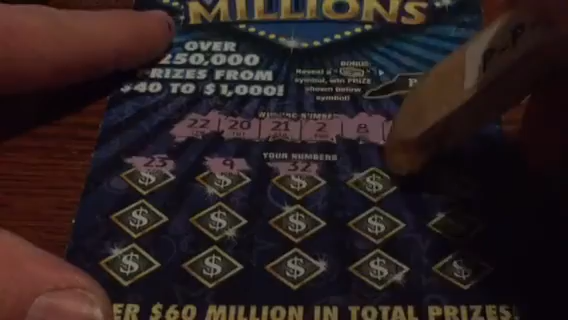 MILLIONS
OVER
250,000
PRIZES FROM
$40 TO $1,000!
BONUS:
Reveal a
symbol, win PRIZE
shown below
symbol!
WINNING NUMBERS
22 20 21 2 8
YOUR NUMBERS
23 9 32
$ $ $ $
$ $ $ $
$ $ $ $ $
ER $60 MILLION IN TOTAL PRIZES!